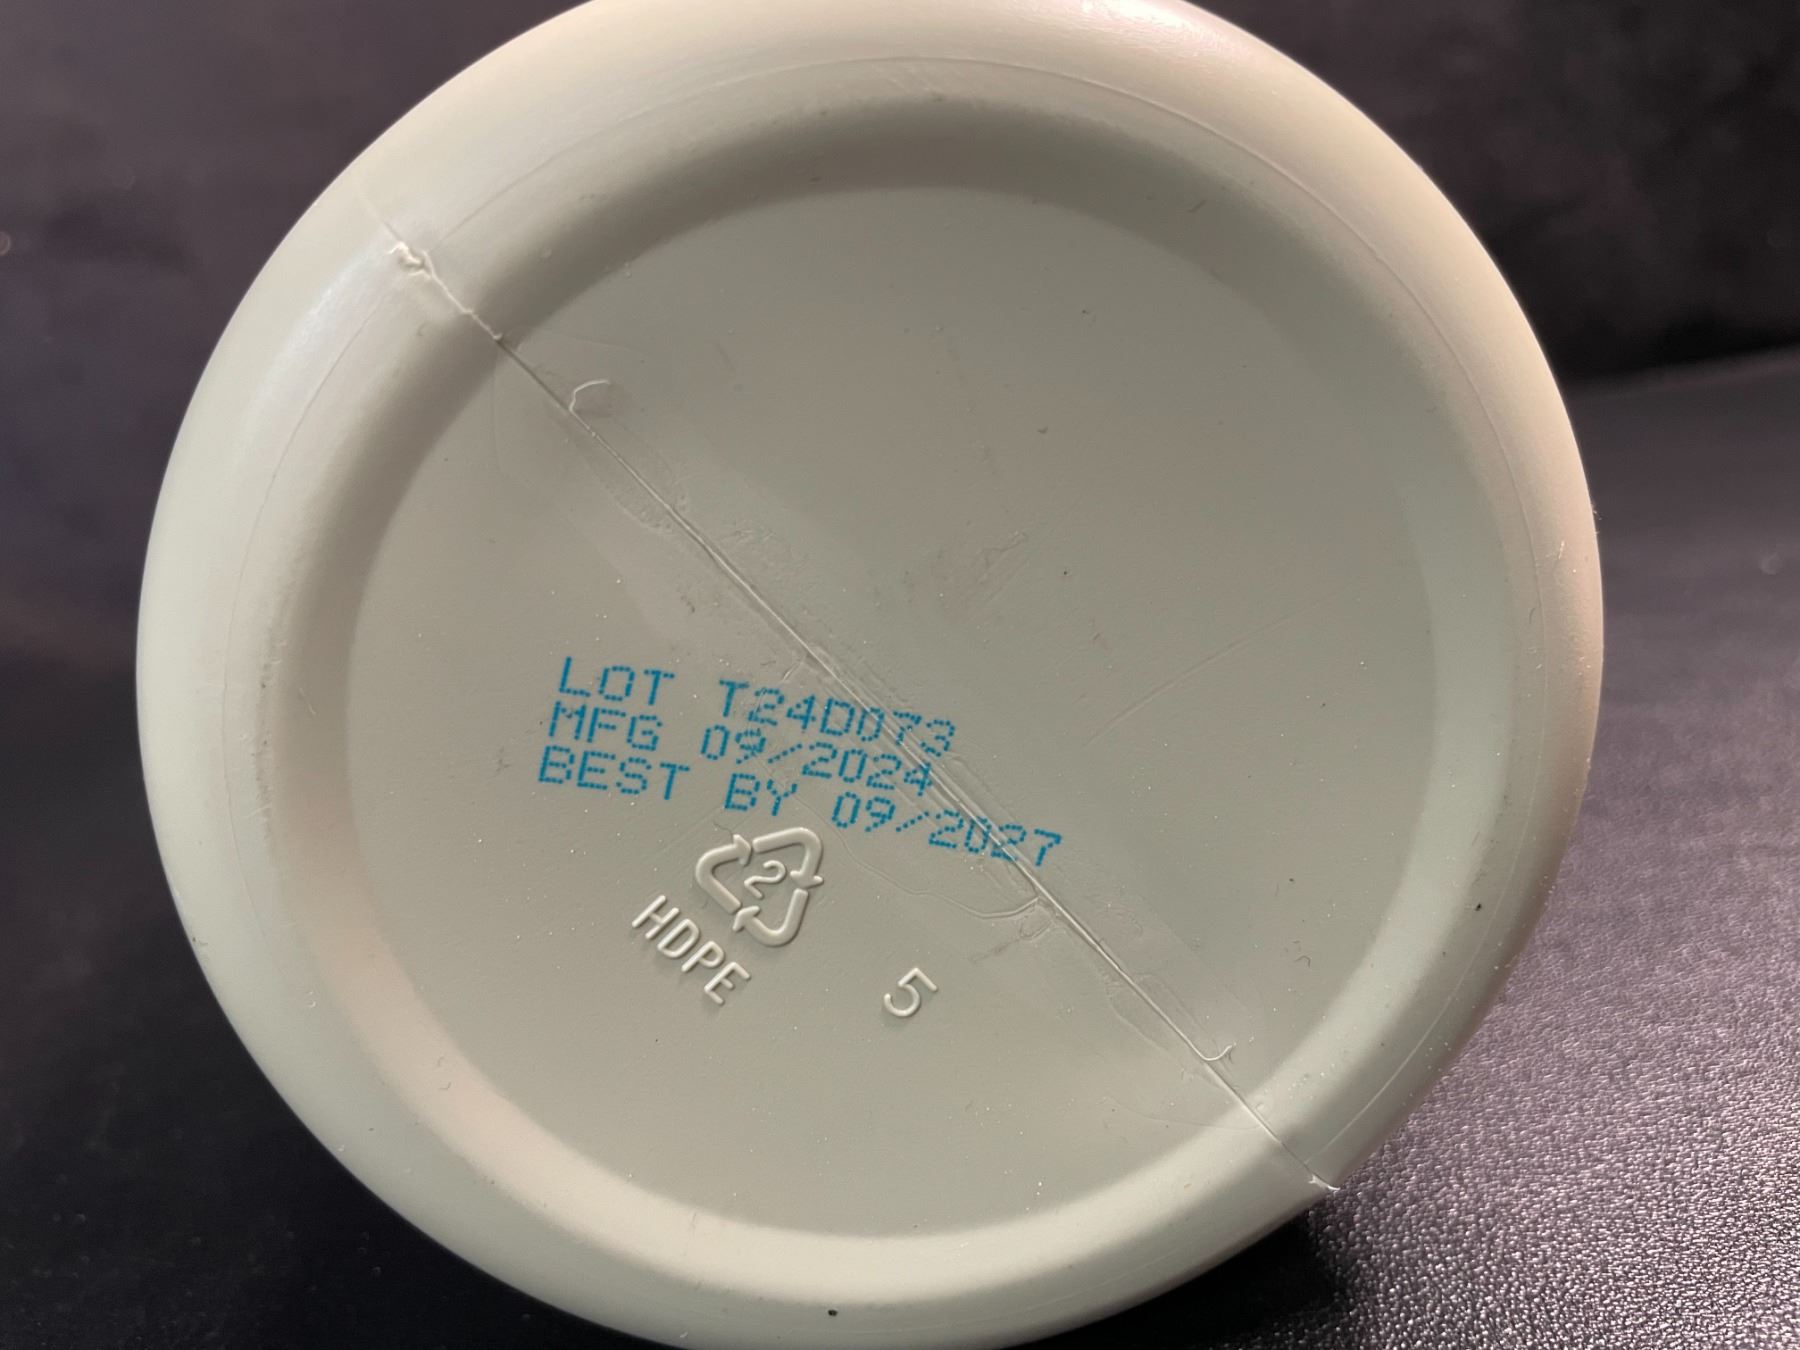 LOT T24D073
MFG 09/2024
BEST BY 09/2027
2
HDPE
5